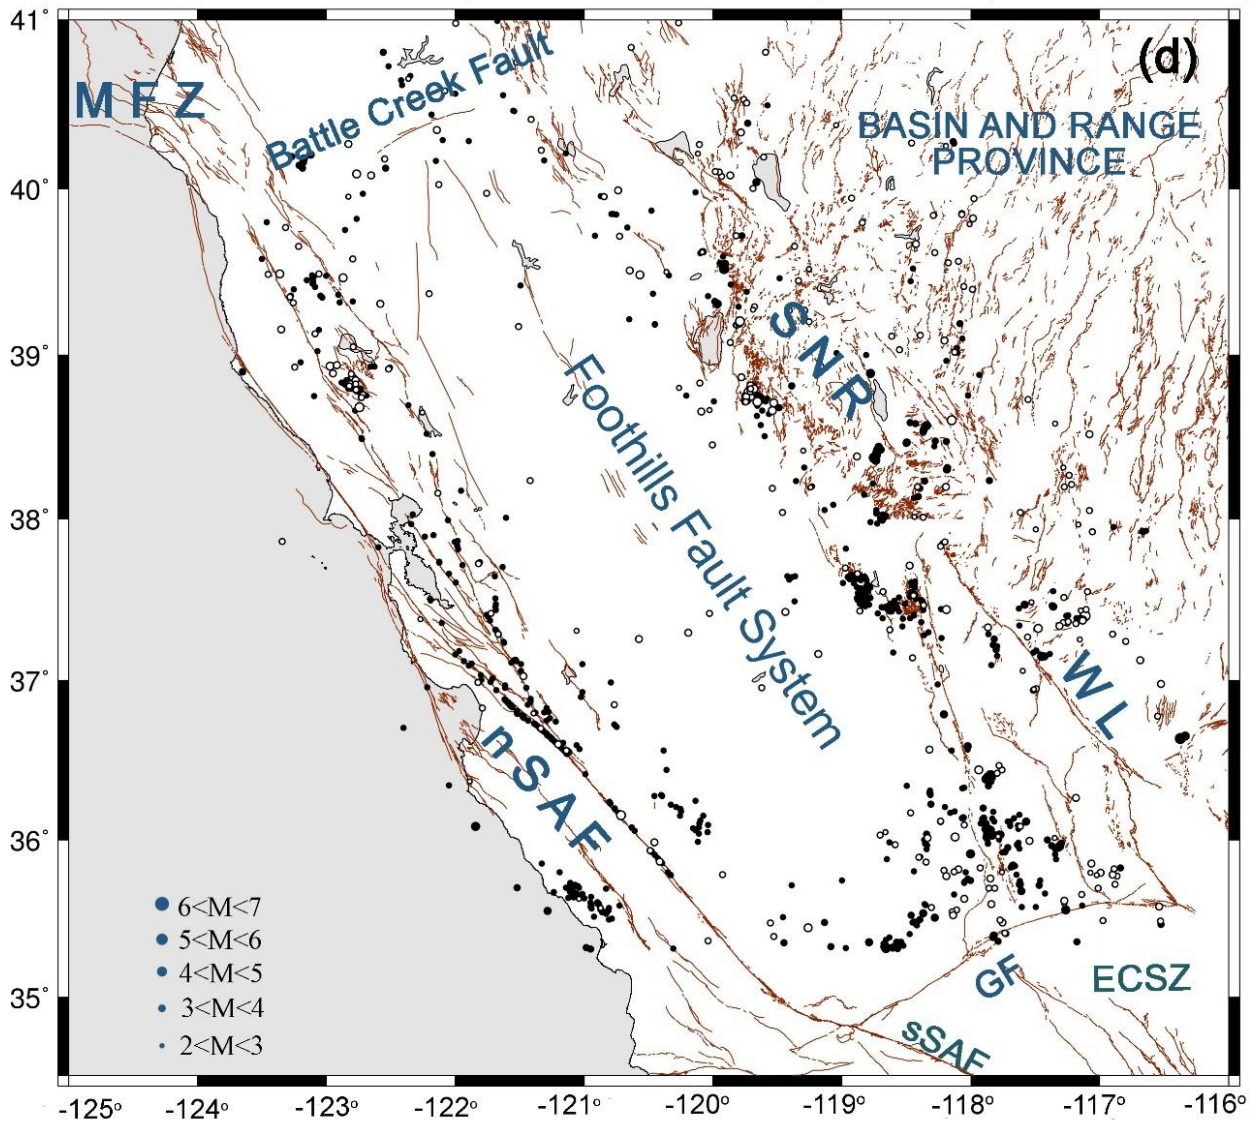 41°
(d)
Battle Creek Fault
M F Z
BASIN AND RANGE
PROVINCE
40°
S N R
39°
Foothills Fault System
38°
37°
W L
n S A F
36°
6<M<7
5<M<6
4<M<5
3<M<4
2<M<3
GF
ECSZ
35°
sSAF
-125° -124° -123° -122° -121° -120° -119° -118° -117° -116°